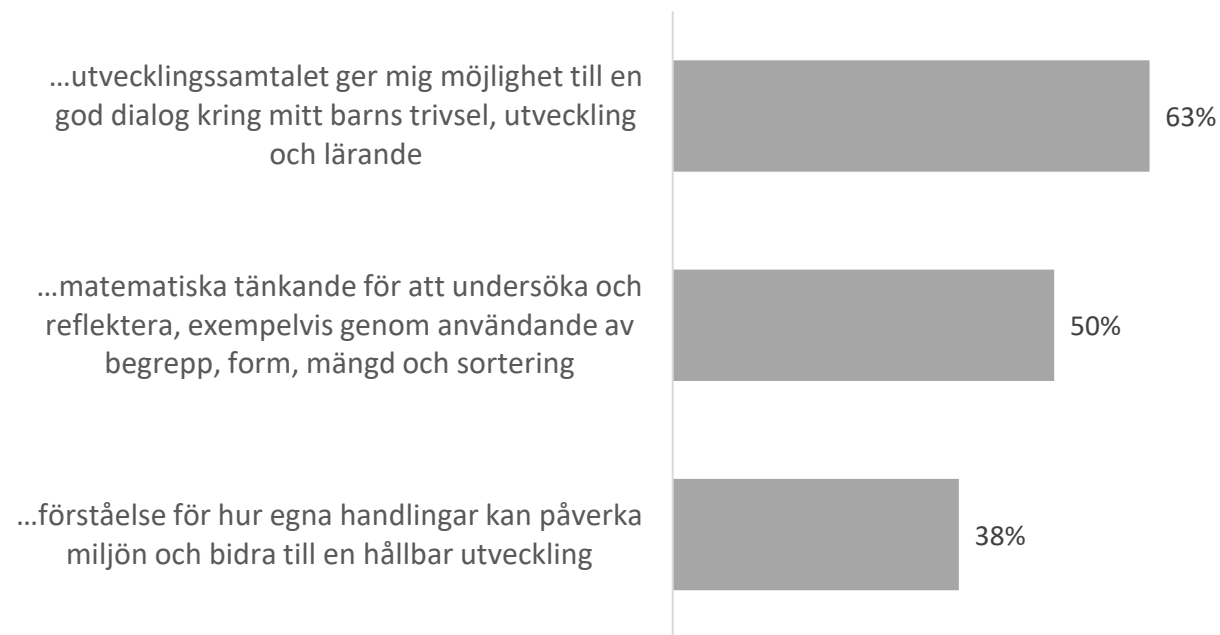 ...utvecklingssamtalet ger mig möjlighet till en
god dialog kring mitt barns trivsel, utveckling
och lärande
63%
...matematiska tänkande för att undersöka och
reflektera, exempelvis genom användande av
begrepp, form, mängd och sortering
50%
...förståelse för hur egna handlingar kan påverka
miljön och bidra till en hållbar utveckling
38%